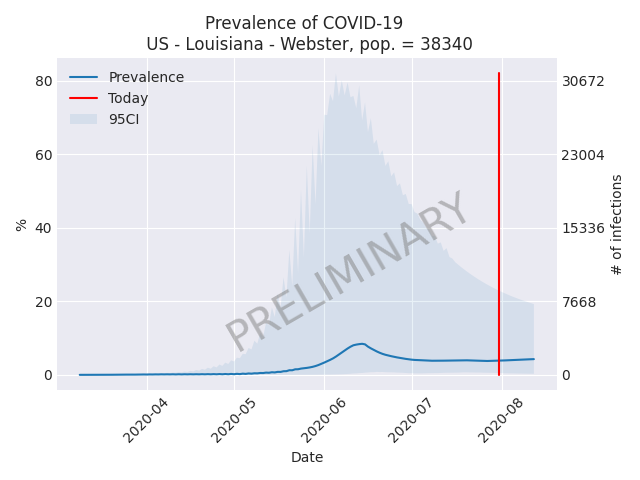 Prevalence of COVID-19
US - Louisiana - Webster, pop. = 38340
Prevalence
Today
95CI
80
60
40
20
0
%
30672
23004
15336
7668
0
# of infections
PRELIMINARY
2020-04
2020-05
2020-06
2020-07
2020-08
Date